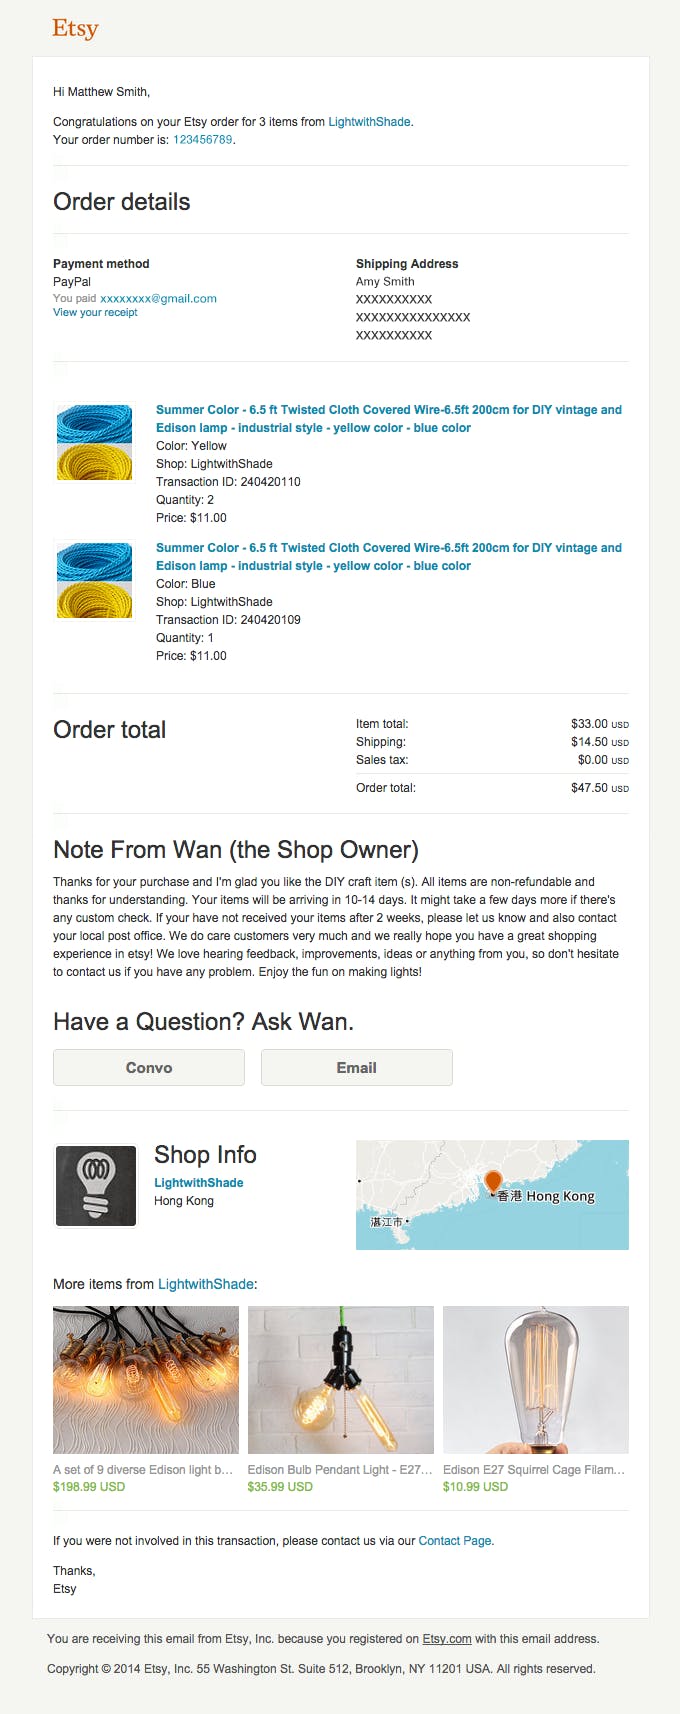 Etsy
Hi Matthew Smith,
Congratulations on your Etsy order for 3 items from LightwithShade.
Your order number is: 123456789.
Order details
Payment method
PayPal
You paid xxxxxxxx@gmail.com
View your receipt
Shipping Address
Amy Smith
XXXXXXXXXX
XXXXXXXXXXXXXXX
XXXXXXXXXX
Summer Color - 6.5 ft Twisted Cloth Covered Wire-6.5ft 200cm for DIY vintage and
Edison lamp - industrial style - yellow color - blue color
Color: Yellow
Shop: LightwithShade
Transaction ID: 240420110
Quantity: 2
Price: $11.00
Summer Color - 6.5 ft Twisted Cloth Covered Wire-6.5ft 200cm for DIY vintage and
Edison lamp - industrial style - yellow color - blue color
Color: Blue
Shop: LightwithShade
Transaction ID: 240420109
Quantity: 1
Price: $11.00
Order total
Item total: $33.00 USD
Shipping: $14.50 USD
Sales tax: $0.00 USD
Order total: $47.50 USD
Note From Wan (the Shop Owner)
Thanks for your purchase and I'm glad you like the DIY craft item (s). All items are non-refundable and
thanks for understanding. Your items will be arriving in 10-14 days. It might take a few days more if there's
any custom check. If your have not received your items after 2 weeks, please let us know and also contact
your local post office. We do care customers very much and we really hope you have a great shopping
experience in etsy! We love hearing feedback, improvements, ideas or anything from you, so don't hesitate
to contact us if you have any problem. Enjoy the fun on making lights!
Have a Question? Ask Wan.
Convo
Email
Shop Info
LightwithShade
Hong Kong
香港 Hong Kong
湛江市
More items from LightwithShade:
A set of 9 diverse Edison light b...
$198.99 USD
Edison Bulb Pendant Light - E27...
$35.99 USD
Edison E27 Squirrel Cage Filam...
$10.99 USD
If you were not involved in this transaction, please contact us via our Contact Page.
Thanks,
Etsy
You are receiving this email from Etsy, Inc. because you registered on Etsy.com with this email address.
Copyright © 2014 Etsy, Inc. 55 Washington St. Suite 512, Brooklyn, NY 11201 USA. All rights reserved.